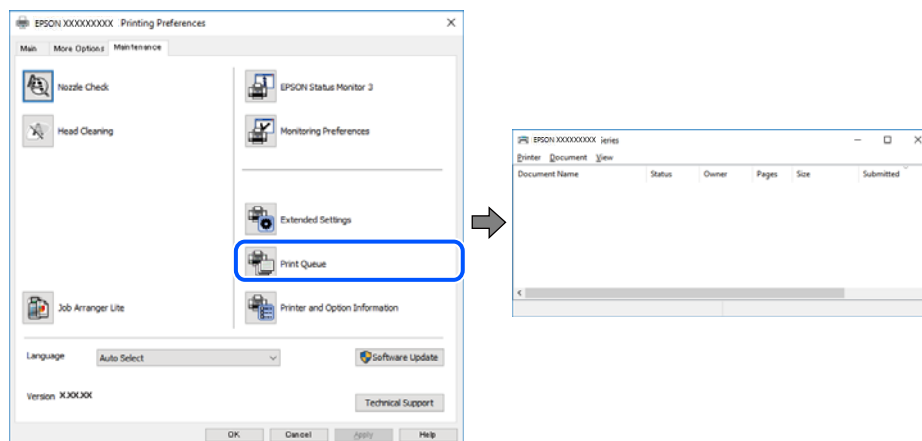 EPSON XXXXXXXXX Printing Preferences
Main More Options Maintenance
Nozzle Check
EPSON Status Monitor 3
Head Cleaning
Monitoring Preferences
Extended Settings
Print Queue
Job Arranger Lite
Printer and Option Information
Language Auto Select Software Update
Version X.XX.XX
Technical Support
OK Cancel Apply Help
EPSON XXXXXXXXX ieries
Printer Document View
Document Name Status Owner Pages Size Submitted